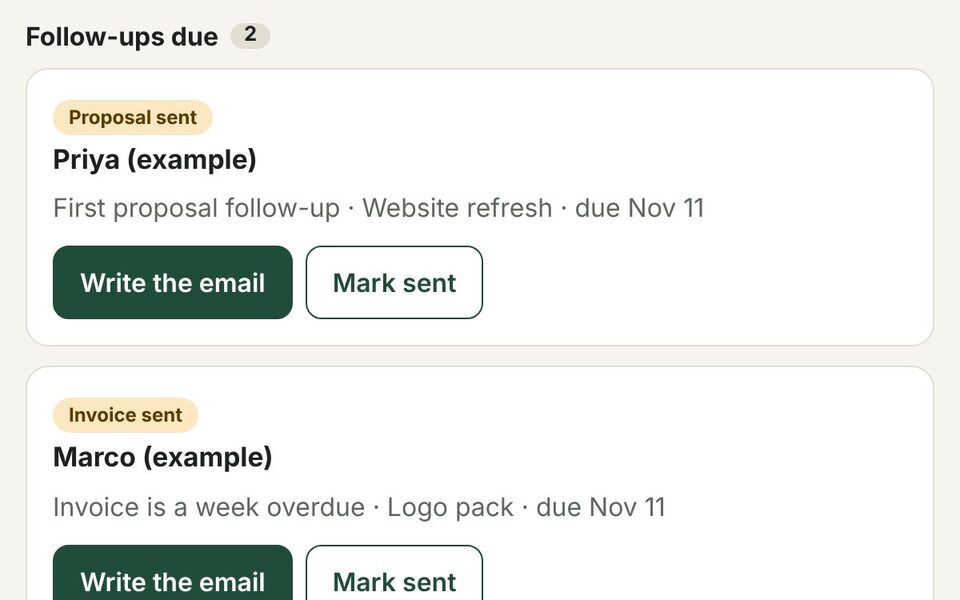 Follow-ups due 2
Proposal sent
Priya (example)
First proposal follow-up · Website refresh · due Nov 11
Write the email Mark sent
Invoice sent
Marco (example)
Invoice is a week overdue · Logo pack · due Nov 11
Write the email Mark sent